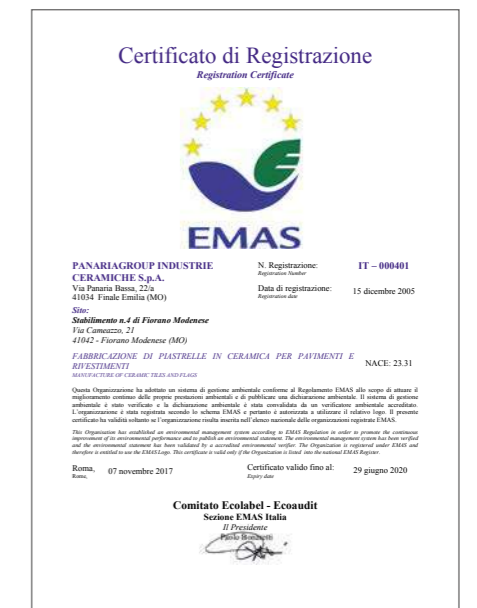 Certificato di Registrazione
Registration Certificate
EMAS
PANARIAGROUP INDUSTRIE
CERAMICHE S.p.A.
Via Panaria Bassa, 22/a
41034 Finale Emilia (MO)
N. Registrazione:
Registration Number
IT – 000401
Data di registrazione:
Registration date
15 dicembre 2005
Sito:
Stabilimento n.4 di Fiorano Modenese
Via Cameazzo, 21
41042 - Fiorano Modenese (MO)
FABBRICAZIONE DI PIASTRELLE IN CERAMICA PER PAVIMENTI E
RIVESTIMENTI
MANUFACTURE OF CERAMIC TILES AND FLAGS
NACE: 23.31
Questa Organizzazione ha adottato un sistema di gestione ambientale conforme al Regolamento EMAS allo scopo di attuare il
miglioramento continuo delle proprie prestazioni ambientali e di pubblicare una dichiarazione ambientale. Il sistema di gestione
ambientale è stato verificato e la dichiarazione ambientale è stata convalidata da un verificatore ambientale accreditato.
L'organizzazione è stata registrata secondo lo schema EMAS e pertanto è autorizzata a utilizzare il relativo logo. Il presente
certificato ha validità soltanto se l'organizzazione risulta inserita nell'elenco nazionale delle organizzazioni registrate EMAS.
This Organisation has established an environmental management system according to EMAS Regulation in order to promote the continuous
improvement of its environmental performance and to publish an environmental statement. The environmental management system has been verified
and the environmental statement has been validated by a accredited environmental verifier. The Organization is registered under EMAS and
therefore is entitled to use the EMAS Logo. This certificate is valid only if the Organization is listed into the national EMAS Register.
Roma,
Rome,
07 novembre 2017
Certificato valido fino al:
Expiry date
29 giugno 2020
Comitato Ecolabel - Ecoaudit
Sezione EMAS Italia
Il Presidente
Paolo Bonaretti